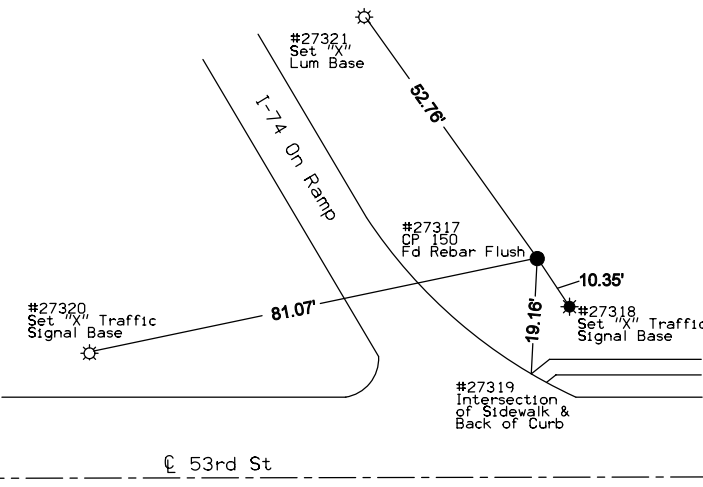 #27321
Set "X"
Lum Base
52.76'
I-74 On Ramp
#27317
CP 150
Fd Rebar Flush
10.35'
#27320
Set "X" Traffic
Signal Base
81.07'
19.16'
#27318
Set "X" Traffic
Signal Base
#27319
Intersection
of Sidewalk &
Back of Curb
℄ 53rd St